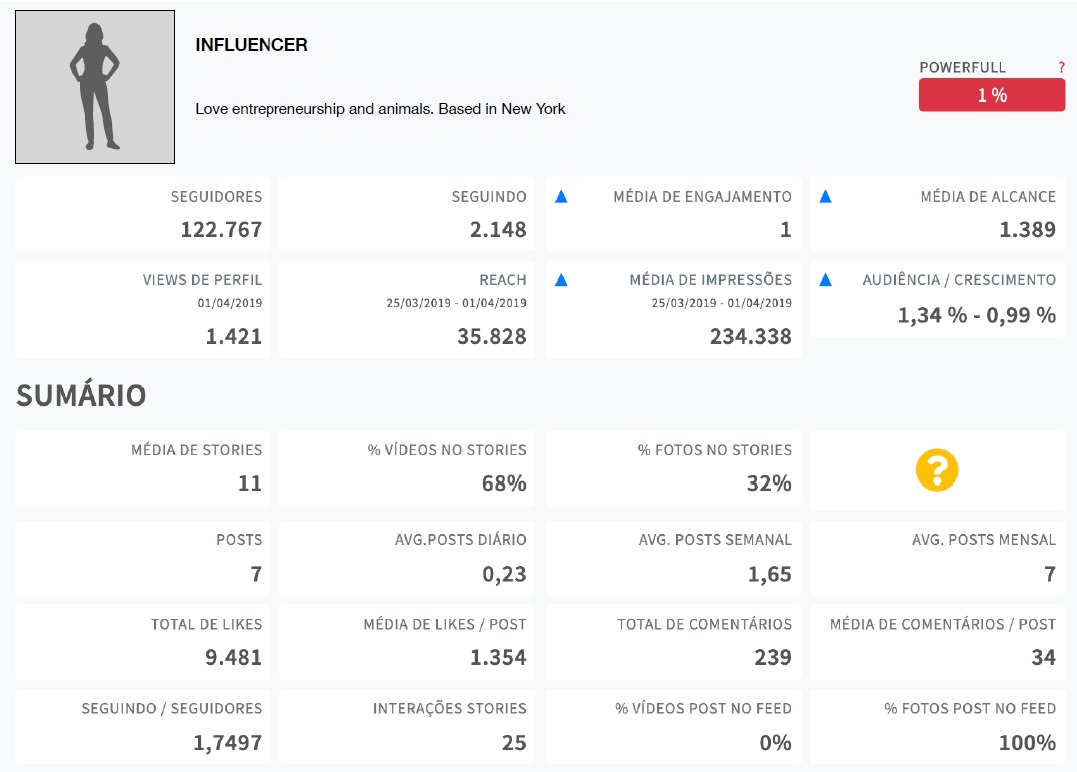 INFLUENCER
POWERFULL ?
1 %
Love entrepreneurship and animals. Based in New York
SEGUIDORES
122.767
SEGUINDO
2.148
MÉDIA DE ENGAJAMENTO
1
MÉDIA DE ALCANCE
1.389
VIEWS DE PERFIL
01/04/2019
1.421
REACH
25/03/2019 - 01/04/2019
35.828
MÉDIA DE IMPRESSÕES
25/03/2019 - 01/04/2019
234.338
AUDIÊNCIA / CRESCIMENTO
1,34 % - 0,99 %
SUMÁRIO
MÉDIA DE STORIES
11
% VÍDEOS NO STORIES
68%
% FOTOS NO STORIES
32%
?
POSTS
7
AVG.POSTS DIÁRIO
0,23
AVG. POSTS SEMANAL
1,65
AVG. POSTS MENSAL
7
TOTAL DE LIKES
9.481
MÉDIA DE LIKES / POST
1.354
TOTAL DE COMENTÁRIOS
239
MÉDIA DE COMENTÁRIOS / POST
34
SEGUINDO / SEGUIDORES
1,7497
INTERAÇÕES STORIES
25
% VÍDEOS POST NO FEED
0%
% FOTOS POST NO FEED
100%